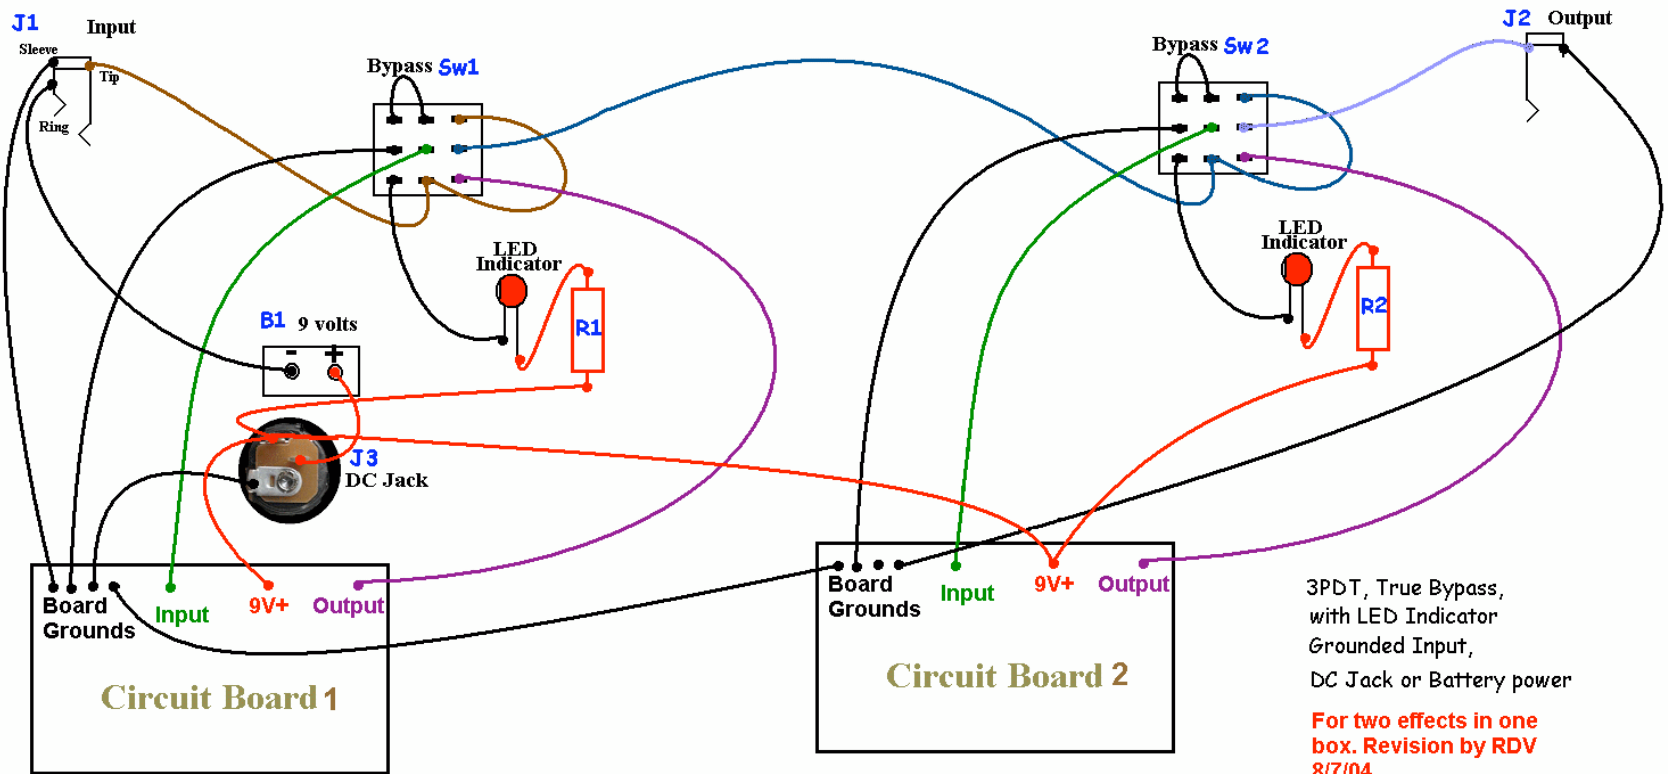 J1
Input
Sleeve
Tip
Ring
Bypass Sw1
Bypass Sw2
J2 Output
LED
Indicator
R1
LED
Indicator
R2
B1 9 volts
- +
J3
DC Jack
Board
Grounds
Input
9V+
Output
Circuit Board 1
Board
Grounds
Input
9V+
Output
Circuit Board 2
3PDT, True Bypass,
with LED Indicator
Grounded Input,
DC Jack or Battery power
For two effects in one
box. Revision by RDV
8/7/04